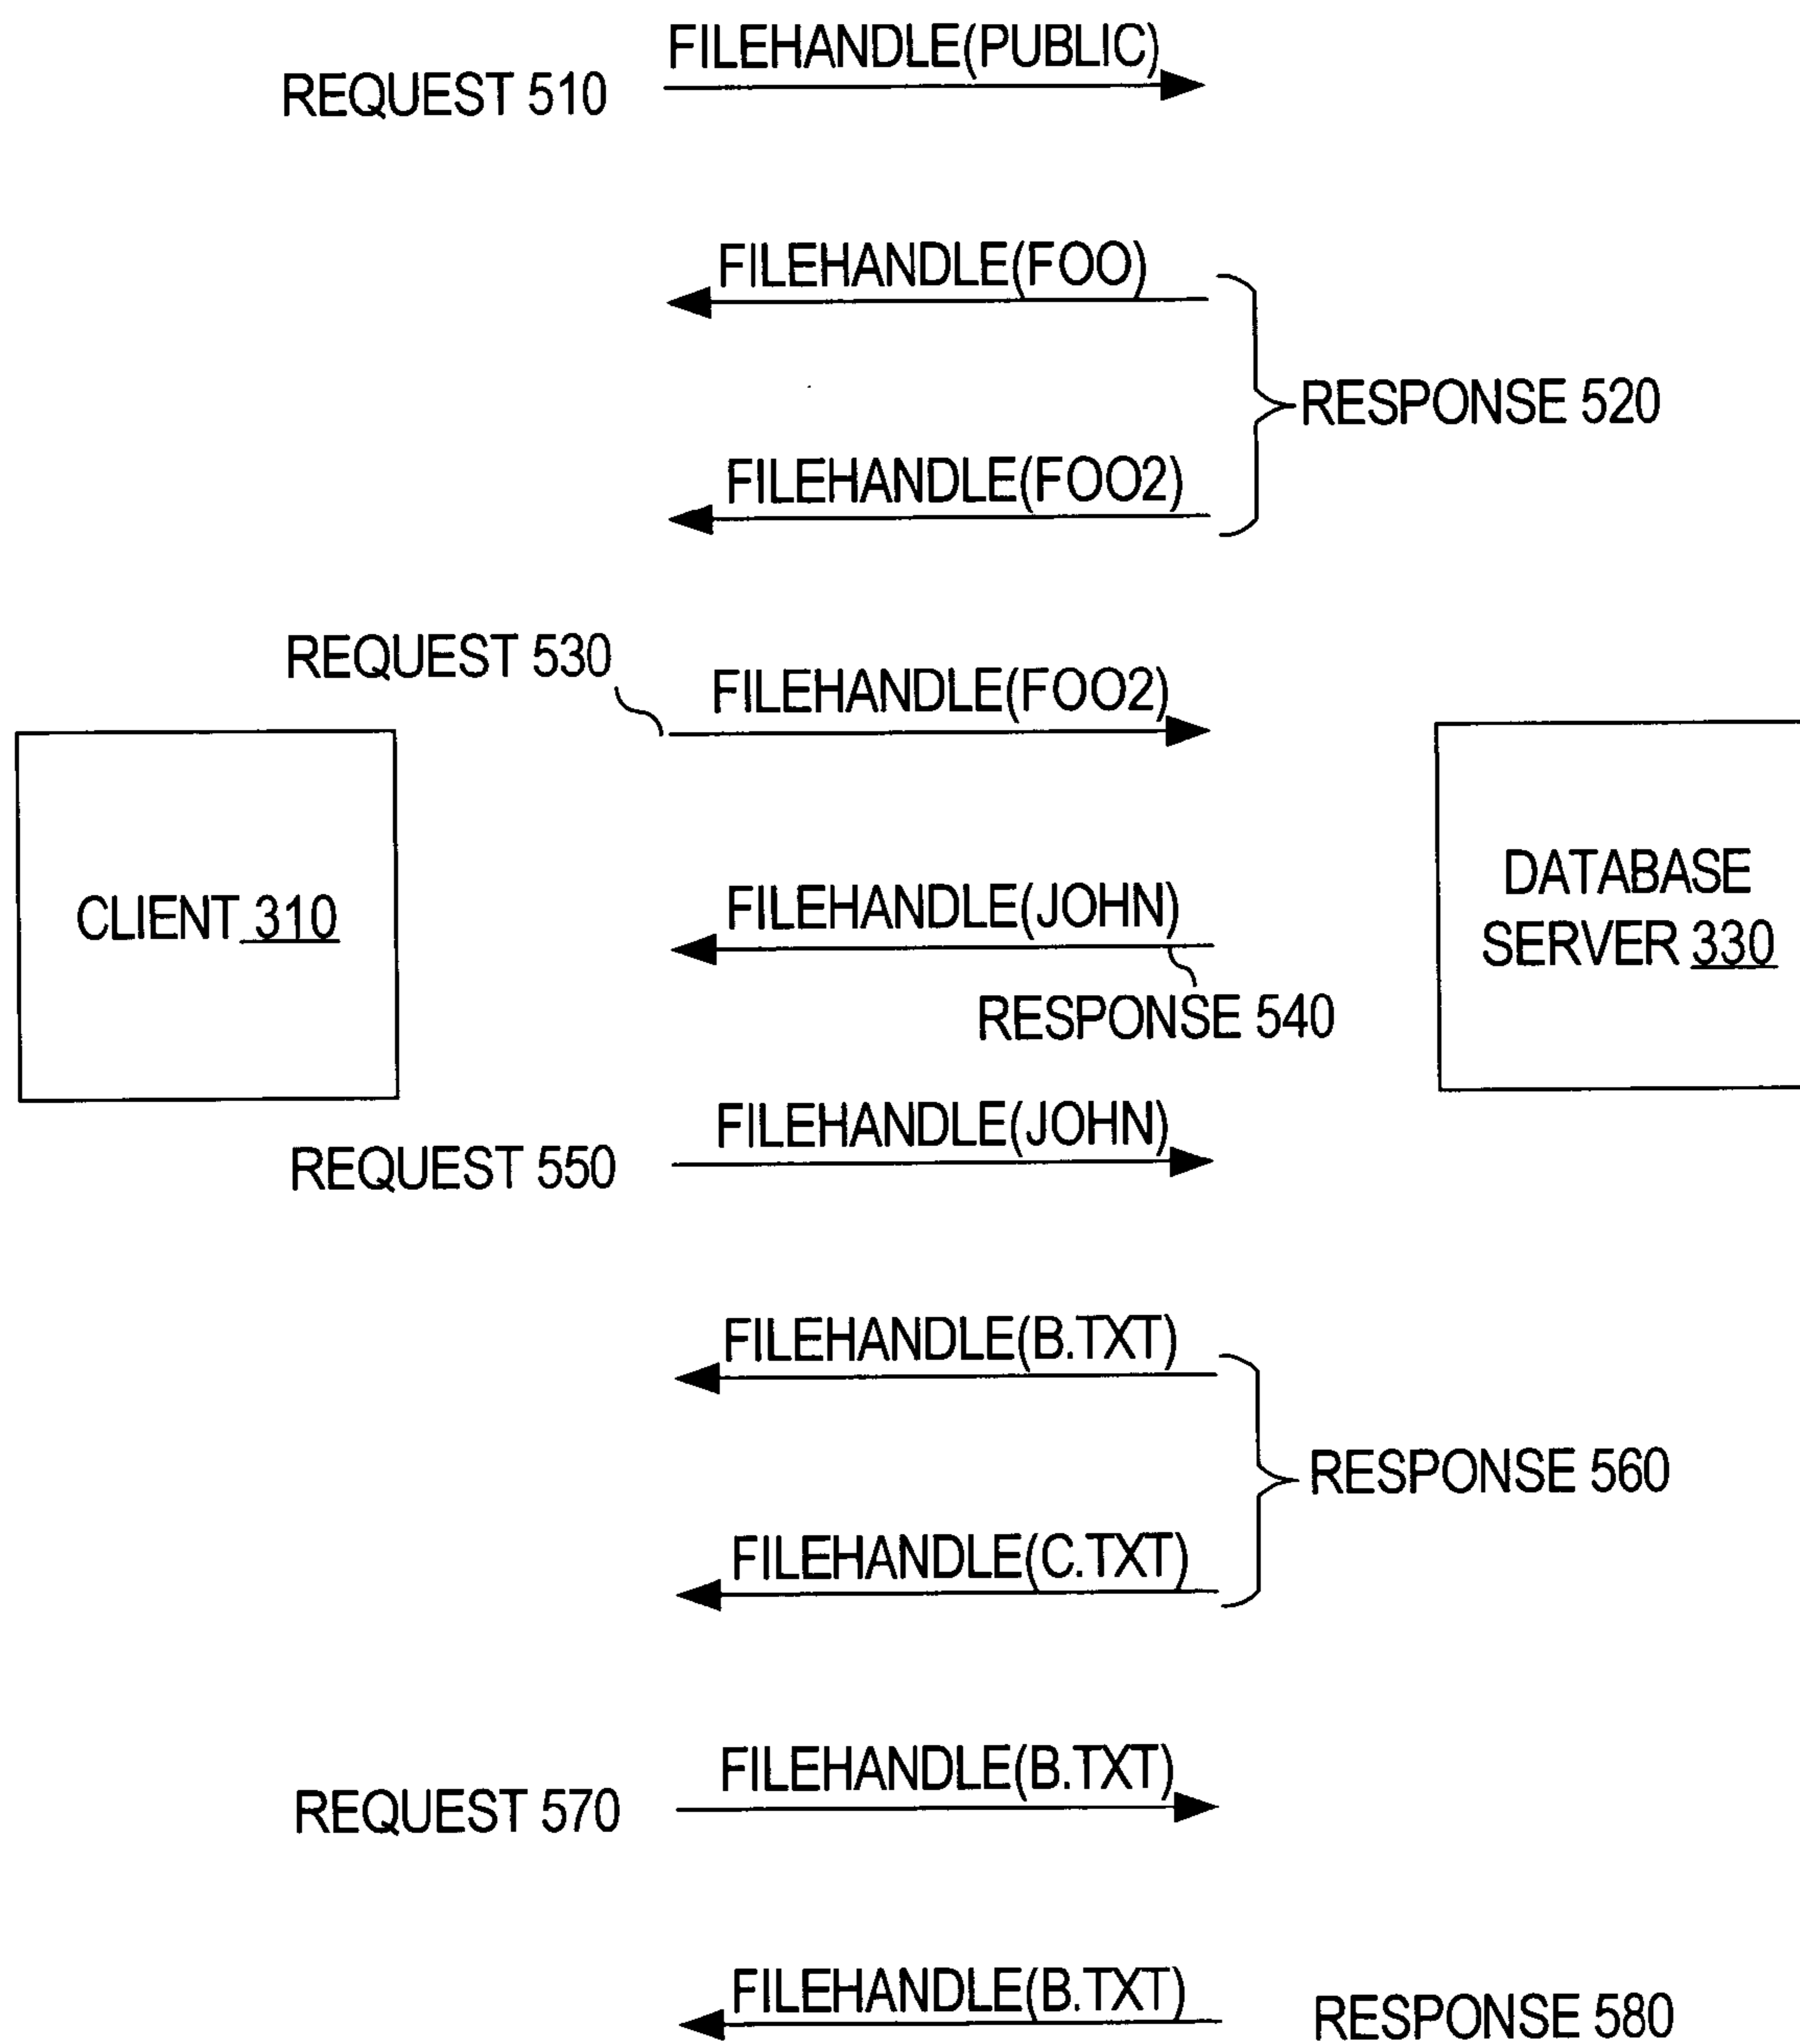 FILEHANDLE(PUBLIC)
REQUEST 510
FILEHANDLE(FOO)
RESPONSE 520
FILEHANDLE(FOO2)
REQUEST 530
FILEHANDLE(FOO2)
CLIENT 310
DATABASE
SERVER 330
FILEHANDLE(JOHN)
RESPONSE 540
FILEHANDLE(JOHN)
REQUEST 550
FILEHANDLE(B.TXT)
RESPONSE 560
FILEHANDLE(C.TXT)
FILEHANDLE(B.TXT)
REQUEST 570
FILEHANDLE(B.TXT)
RESPONSE 580